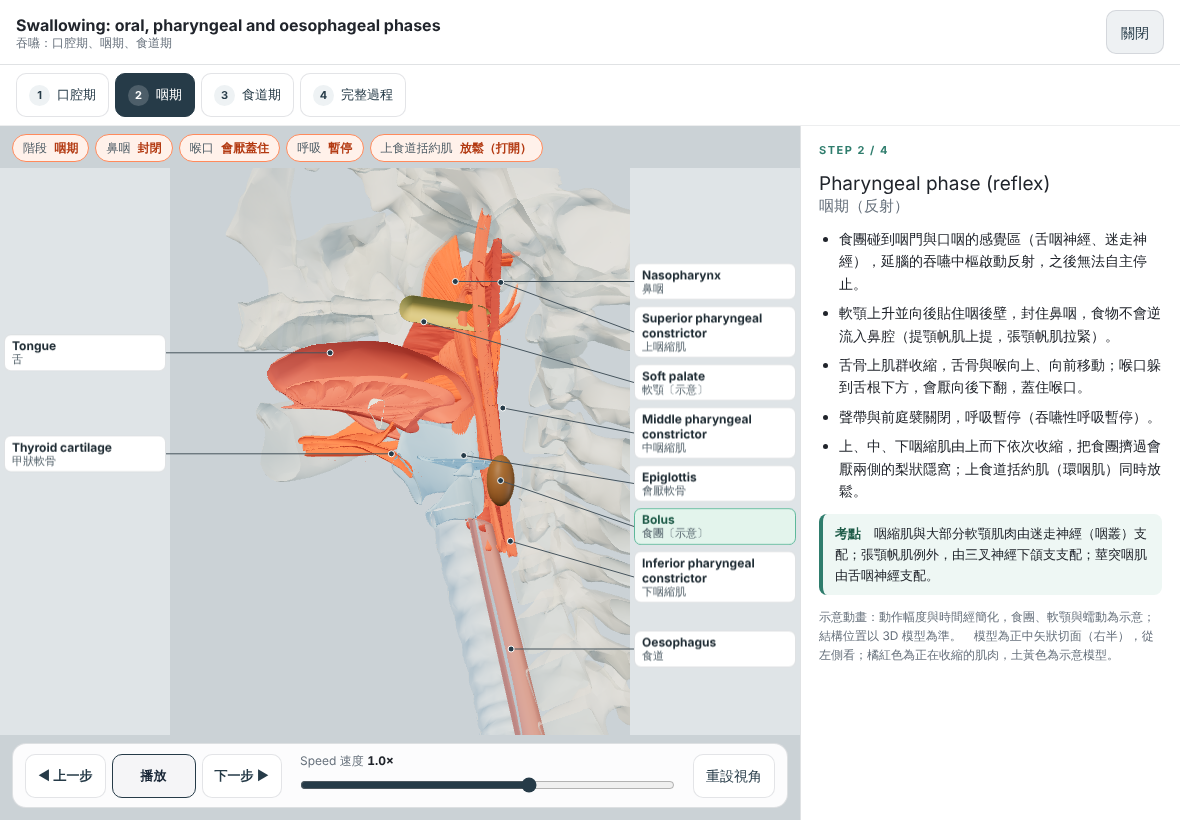 Swallowing: oral, pharyngeal and oesophageal phases
吞嚥：口腔期、咽期、食道期
關閉
1 口腔期
2 咽期
3 食道期
4 完整過程
階段 咽期
鼻咽 封閉
喉口 會厭蓋住
呼吸 暫停
上食道括約肌 放鬆（打開）
Tongue
舌
Thyroid cartilage
甲狀軟骨
Nasopharynx
鼻咽
Superior pharyngeal
constrictor
上咽縮肌
Soft palate
軟顎〔示意〕
Middle pharyngeal
constrictor
中咽縮肌
Epiglottis
會厭軟骨
Bolus
食團〔示意〕
Inferior pharyngeal
constrictor
下咽縮肌
Oesophagus
食道
◀ 上一步
播放
下一步 ▶
Speed 速度 1.0×
重設視角
STEP 2 / 4
Pharyngeal phase (reflex)
咽期（反射）
• 食團碰到咽門與口咽的感覺區（舌咽神經、迷走神
經），延腦的吞嚥中樞啟動反射，之後無法自主停
止。
• 軟顎上升並向後貼住咽後壁，封住鼻咽，食物不會逆
流入鼻腔（提顎帆肌上提，張顎帆肌拉緊）。
• 舌骨上肌群收縮，舌骨與喉向上、向前移動；喉口躲
到舌根下方，會厭向後下翻，蓋住喉口。
• 聲帶與前庭襞關閉，呼吸暫停（吞嚥性呼吸暫停）。
• 上、中、下咽縮肌由上而下依次收縮，把食團擠過會
厭兩側的梨狀隱窩；上食道括約肌（環咽肌）同時放
鬆。
考點 咽縮肌與大部分軟顎肌肉由迷走神經（咽叢）支
配；張顎帆肌例外，由三叉神經下頜支支配；莖突咽肌
由舌咽神經支配。
示意動畫：動作幅度與時間經簡化，食團、軟顎與蠕動為示意；
結構位置以 3D 模型為準。 模型為正中矢狀切面（右半），從
左側看；橘紅色為正在收縮的肌肉，土黃色為示意模型。